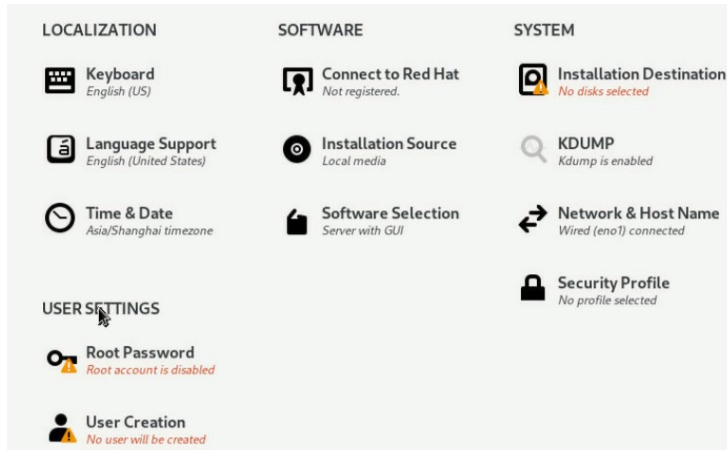 LOCALIZATION
Keyboard
English (US)
Language Support
English (United States)
Time & Date
Asia/Shanghai timezone
USER SETTINGS
Root Password
Root account is disabled
User Creation
No user will be created
SOFTWARE
Connect to Red Hat
Not registered.
Installation Source
Local media
Software Selection
Server with GUI
SYSTEM
Installation Destination
No disks selected
KDUMP
Kdump is enabled
Network & Host Name
Wired (eno1) connected
Security Profile
No profile selected